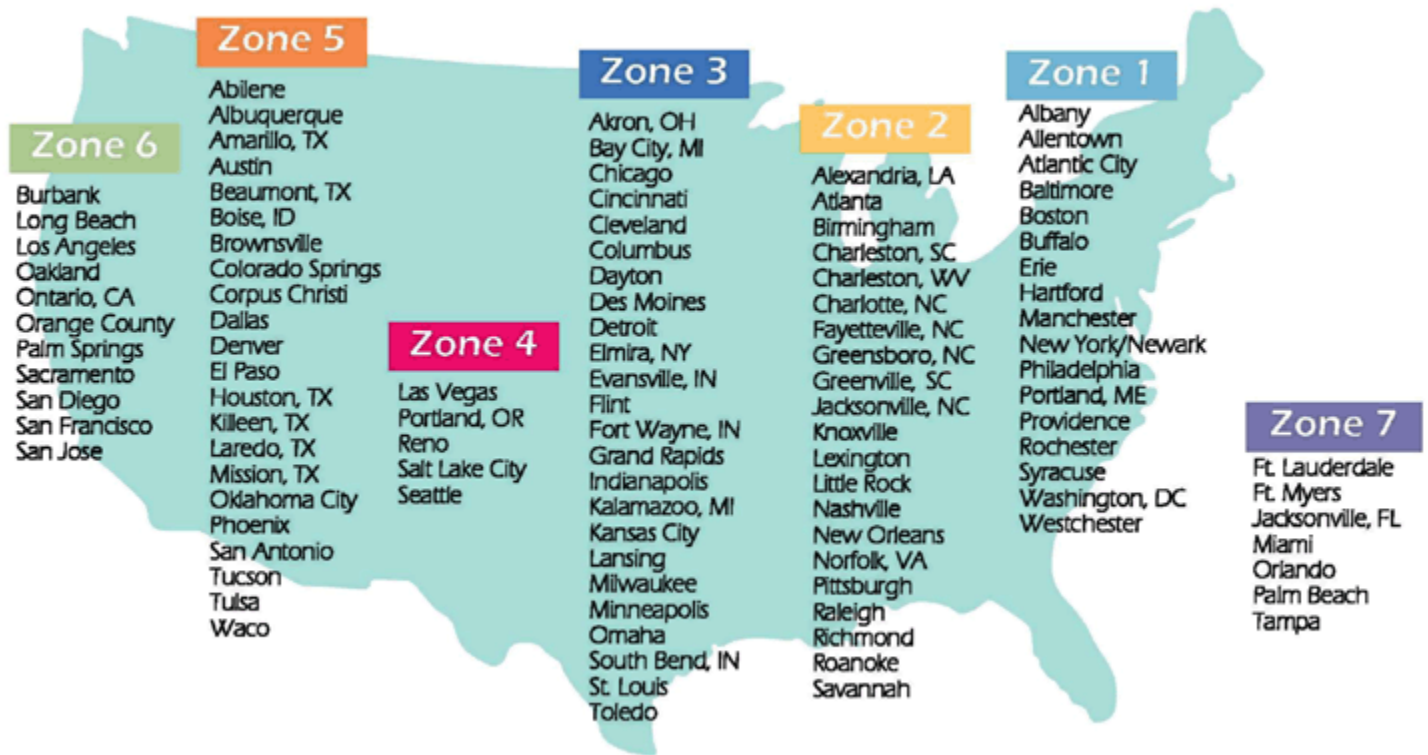 Zone 6
Burbank
Long Beach
Los Angeles
Oakland
Ontario, CA
Orange County
Palm Springs
Sacramento
San Diego
San Francisco
San Jose
Zone 5
Abilene
Albuquerque
Amarillo, TX
Austin
Beaumont, TX
Boise, ID
Brownsville
Colorado Springs
Corpus Christi
Dallas
Denver
El Paso
Houston, TX
Killeen, TX
Laredo, TX
Mission, TX
Oklahoma City
Phoenix
San Antonio
Tucson
Tulsa
Waco
Zone 4
Las Vegas
Portland, OR
Reno
Salt Lake City
Seattle
Zone 3
Akron, OH
Bay City, MI
Chicago
Cincinnati
Cleveland
Columbus
Dayton
Des Moines
Detroit
Elmira, NY
Evansville, IN
Flint
Fort Wayne, IN
Grand Rapids
Indianapolis
Kalamazoo, MI
Kansas City
Lansing
Milwaukee
Minneapolis
Omaha
South Bend, IN
St. Louis
Toledo
Zone 2
Alexandria, LA
Atlanta
Birmingham
Charleston, SC
Charleston, WV
Charlotte, NC
Fayetteville, NC
Greensboro, NC
Greenville, SC
Jacksonville, NC
Knoxville
Lexington
Little Rock
Nashville
New Orleans
Norfolk, VA
Pittsburgh
Raleigh
Richmond
Roanoke
Savannah
Zone 1
Albany
Allentown
Atlantic City
Baltimore
Boston
Buffalo
Erie
Hartford
Manchester
New York/Newark
Philadelphia
Portland, ME
Providence
Rochester
Syracuse
Washington, DC
Westchester
Zone 7
Ft. Lauderdale
Ft. Myers
Jacksonville, FL
Miami
Orlando
Palm Beach
Tampa